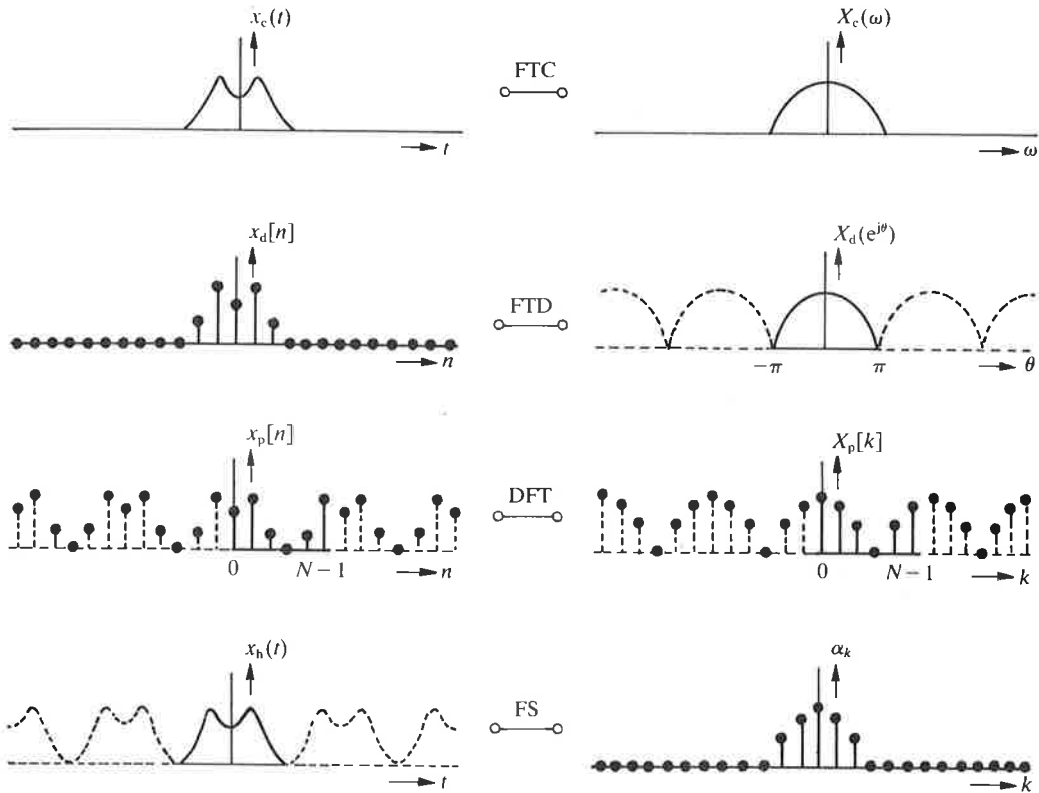 x_c(t)
X_c(ω)
FTC
t
ω
x_d[n]
X_d(e^{jθ})
FTD
n
−π
π
θ
x_p[n]
X_p[k]
DFT
0
N−1
n
0
N−1
k
x_h(t)
α_k
FS
t
k